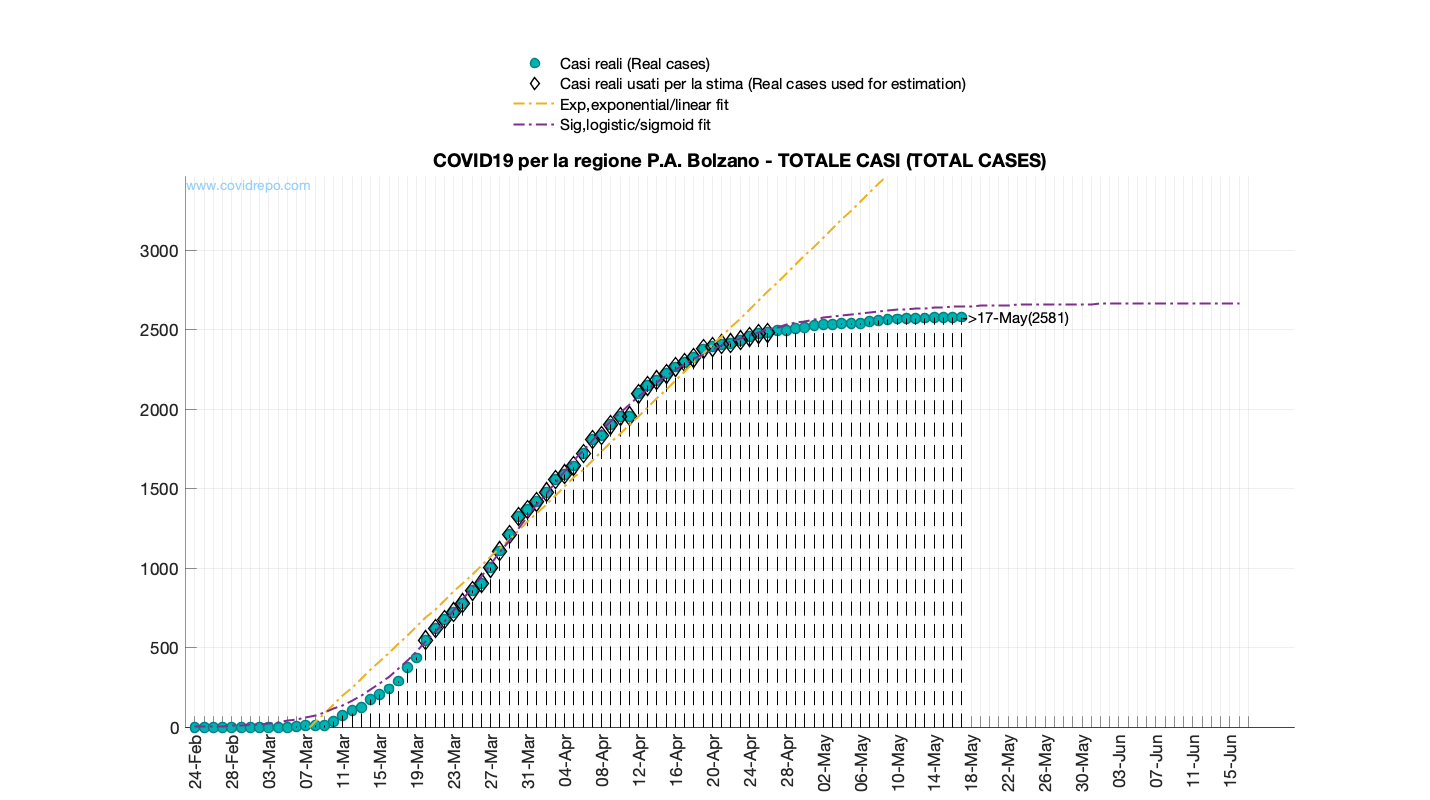 Casi reali (Real cases)
Casi reali usati per la stima (Real cases used for estimation)
Exp,exponential/linear fit
Sig,logistic/sigmoid fit
COVID19 per la regione P.A. Bolzano - TOTALE CASI (TOTAL CASES)
www.covidrepo.com
3000
2500
2000
1500
1000
500
0
->17-May(2581)
24-Feb
28-Feb
03-Mar
07-Mar
11-Mar
15-Mar
19-Mar
23-Mar
27-Mar
31-Mar
04-Apr
08-Apr
12-Apr
16-Apr
20-Apr
24-Apr
28-Apr
02-May
06-May
10-May
14-May
18-May
22-May
26-May
30-May
03-Jun
07-Jun
11-Jun
15-Jun